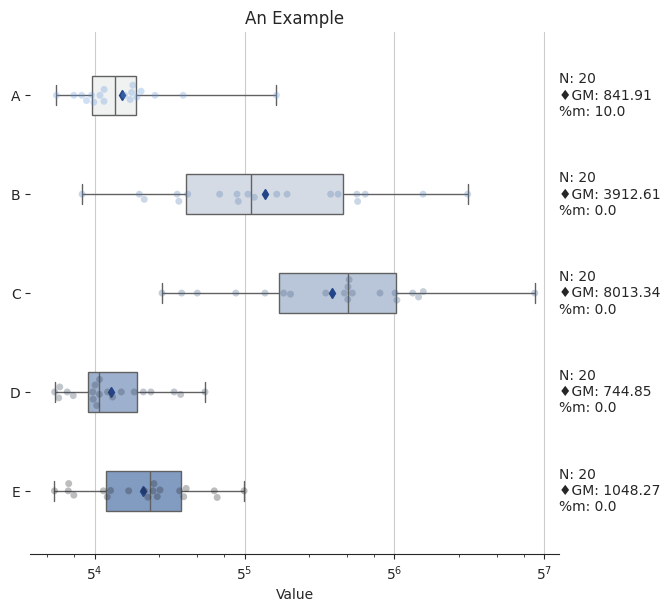 An Example
A
N: 20
♦GM: 841.91
%m: 10.0
B
N: 20
♦GM: 3912.61
%m: 0.0
C
N: 20
♦GM: 8013.34
%m: 0.0
D
N: 20
♦GM: 744.85
%m: 0.0
E
N: 20
♦GM: 1048.27
%m: 0.0
5⁴ 5⁵ 5⁶ 5⁷
Value